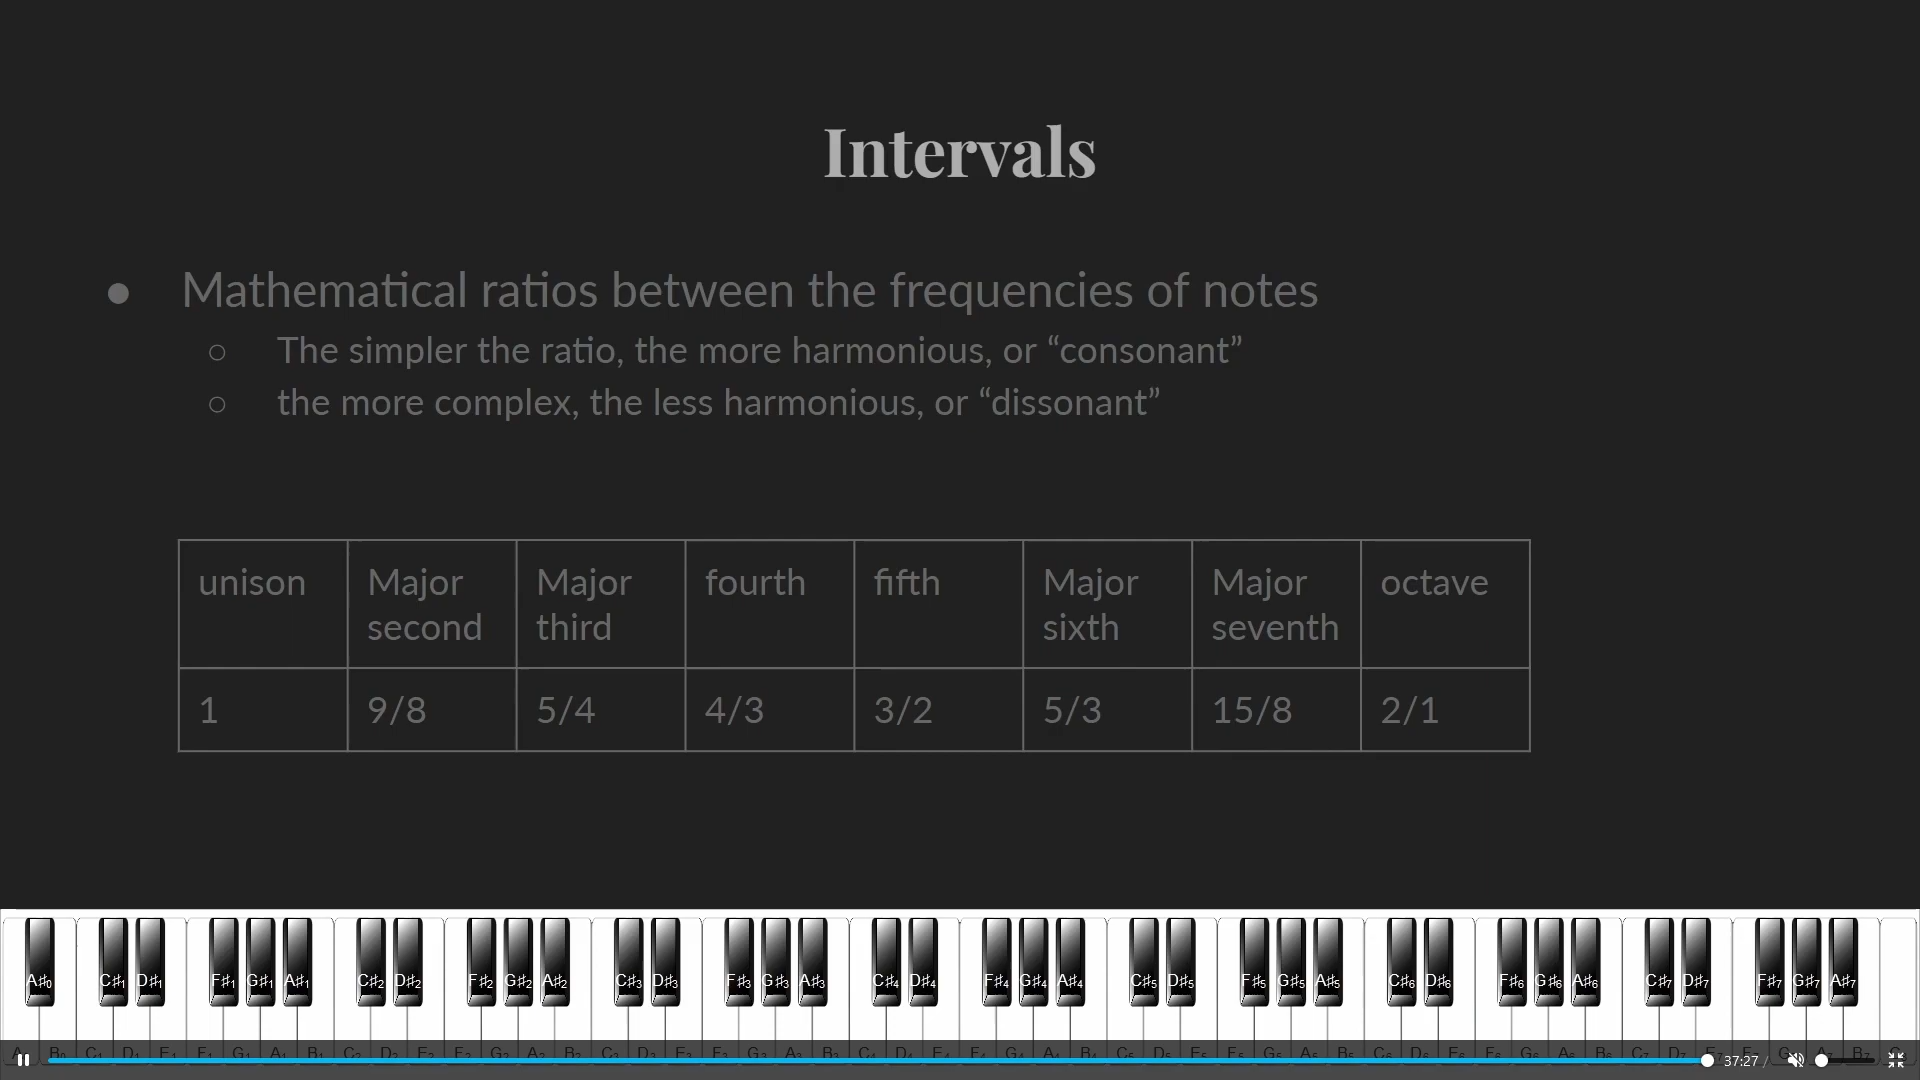 Intervals
● Mathematical ratios between the frequencies of notes
○ The simpler the ratio, the more harmonious, or “consonant”
○ the more complex, the less harmonious, or “dissonant”
unison Major second Major third fourth fifth Major sixth Major seventh octave
1 9/8 5/4 4/3 3/2 5/3 15/8 2/1
A♯0 C♯1 D♯1 F♯1 G♯1 A♯1 C♯2 D♯2 F♯2 G♯2 A♯2 C♯3 D♯3 F♯3 G♯3 A♯3 C♯4 D♯4 F♯4 G♯4 A♯4 C♯5 D♯5 F♯5 G♯5 A♯5 C♯6 D♯6 F♯6 G♯6 A♯6 C♯7 D♯7 F♯7 G♯7 A♯7
37:27 /